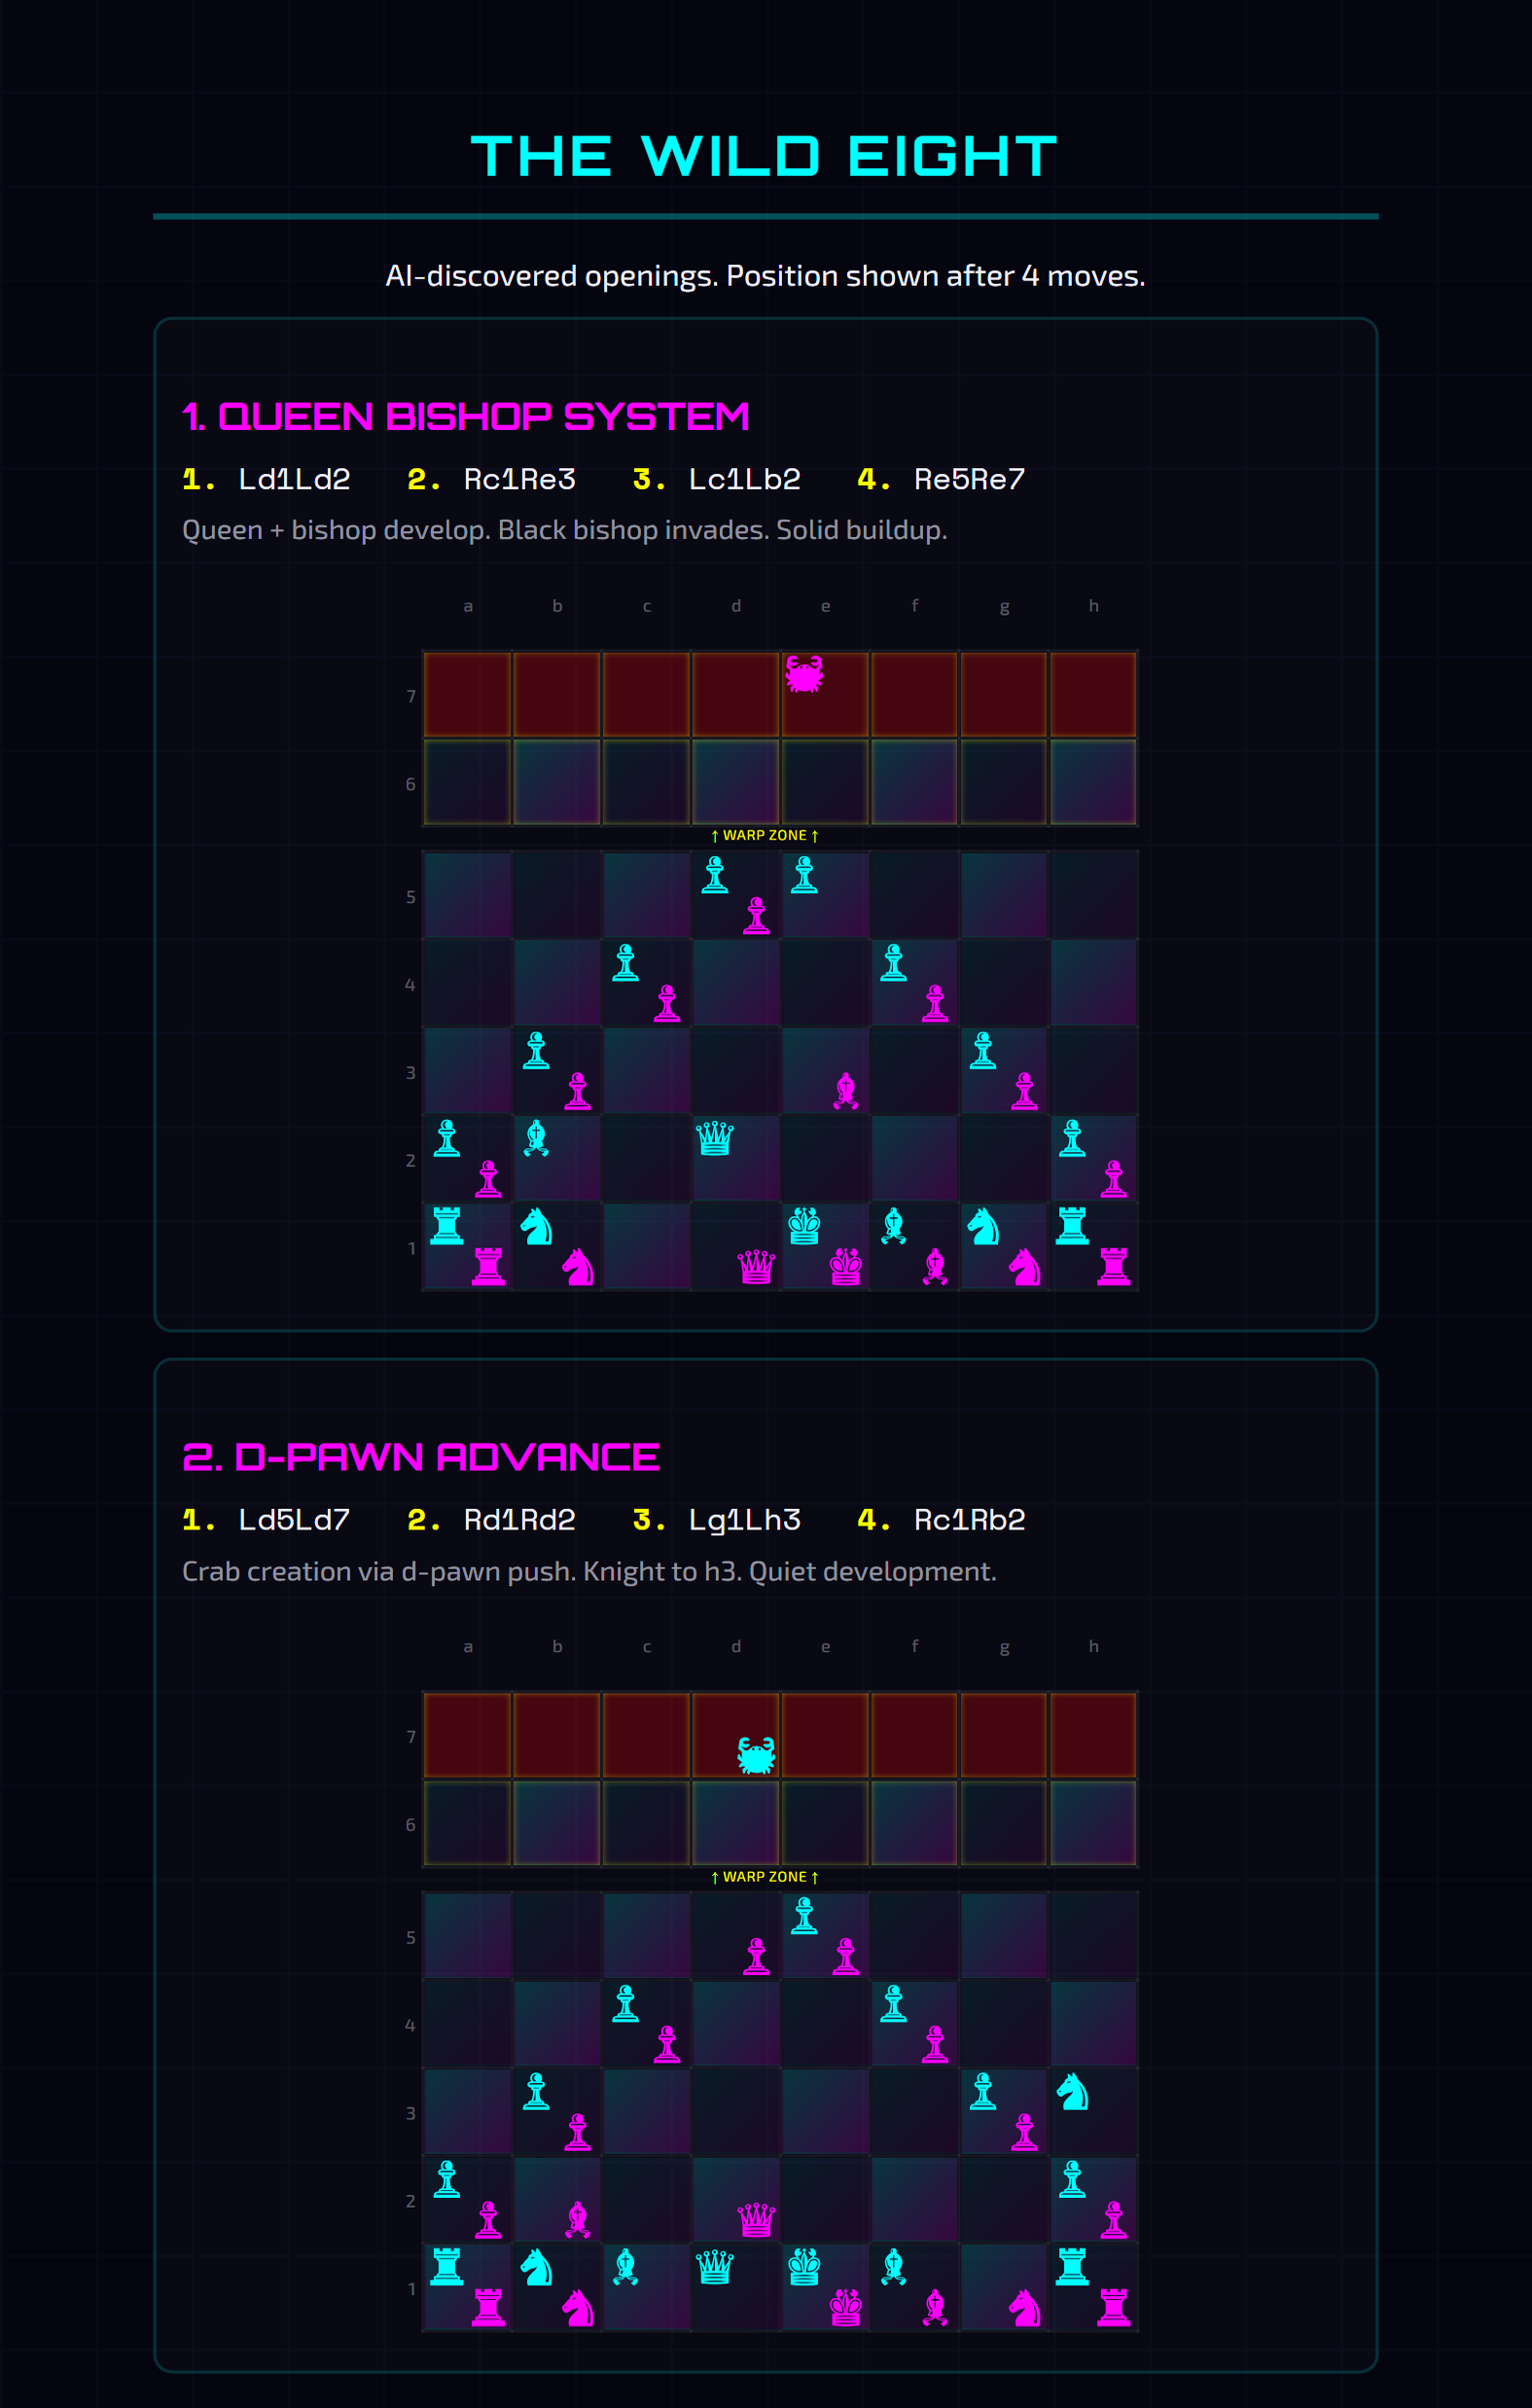 THE WILD EIGHT
AI-discovered openings. Position shown after 4 moves.
1. QUEEN BISHOP SYSTEM
1. Ld1Ld2 2. Rc1Re3 3. Lc1Lb2 4. Re5Re7
Queen + bishop develop. Black bishop invades. Solid buildup.
a b c d e f g h
7
6
↑ WARP ZONE ↑
5
4
3
2
1
2. D-PAWN ADVANCE
1. Ld5Ld7 2. Rd1Rd2 3. Lg1Lh3 4. Rc1Rb2
Crab creation via d-pawn push. Knight to h3. Quiet development.
a b c d e f g h
7
6
↑ WARP ZONE ↑
5
4
3
2
1